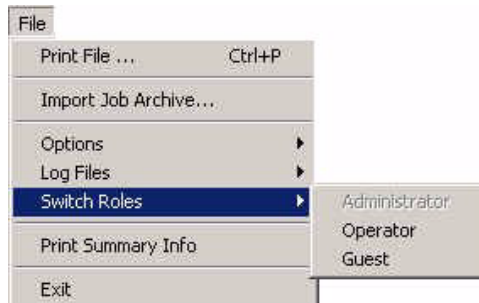 File
Print File ... Ctrl+P
Import Job Archive...
Options
Log Files
Switch Roles
Administrator
Operator
Guest
Print Summary Info
Exit